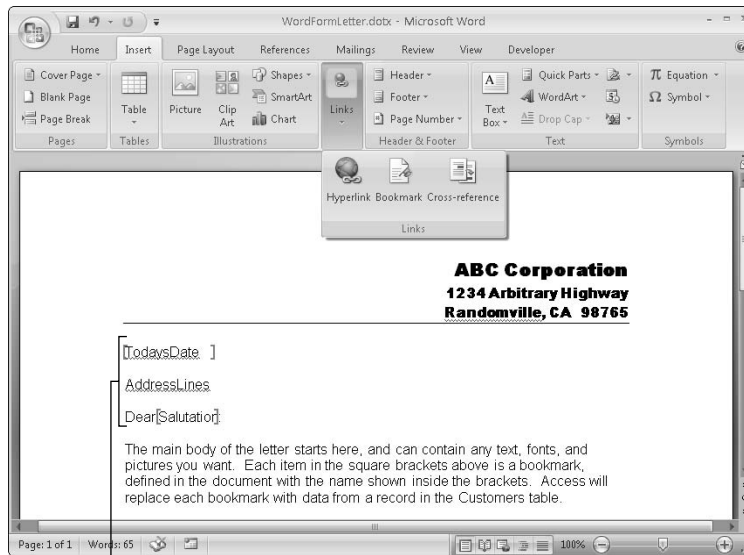 WordFormLetter.dotx - Microsoft Word
Home Insert Page Layout References Mailings Review View Developer
Cover Page
Blank Page
Page Break
Pages
Table
Tables
Picture
Clip Art
Shapes
SmartArt
Chart
Illustrations
Links
Header
Footer
Page Number
Header & Footer
Text Box
Quick Parts
WordArt
Drop Cap
Text
π Equation
Ω Symbol
Symbols
Hyperlink Bookmark Cross-reference
Links
ABC Corporation
1234 Arbitrary Highway
Randomville, CA 98765
[TodaysDate ]
AddressLines
Dear[Salutation]:
The main body of the letter starts here, and can contain any text, fonts, and
pictures you want. Each item in the square brackets above is a bookmark,
defined in the document with the name shown inside the brackets. Access will
replace each bookmark with data from a record in the Customers table.
Page: 1 of 1 Words: 65 100%